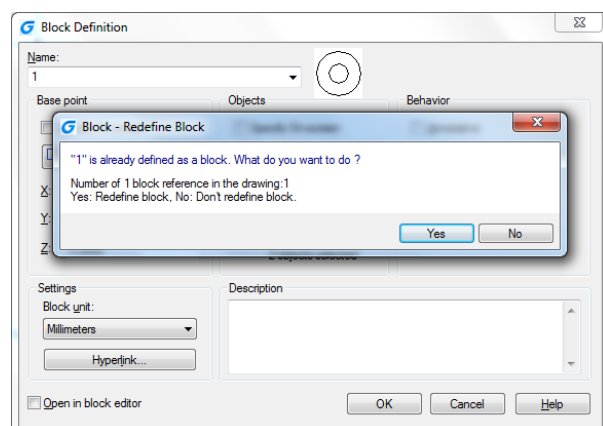 Block Definition
Name:
1
Base point
Objects
Behavior
Block - Redefine Block
"1" is already defined as a block. What do you want to do ?
Number of 1 block reference in the drawing:1
Yes: Redefine block, No: Don't redefine block.
Yes
No
X:
Y:
Z:
2 objects selected
Settings
Block unit:
Millimeters
Hyperlink...
Description
Open in block editor
OK
Cancel
Help